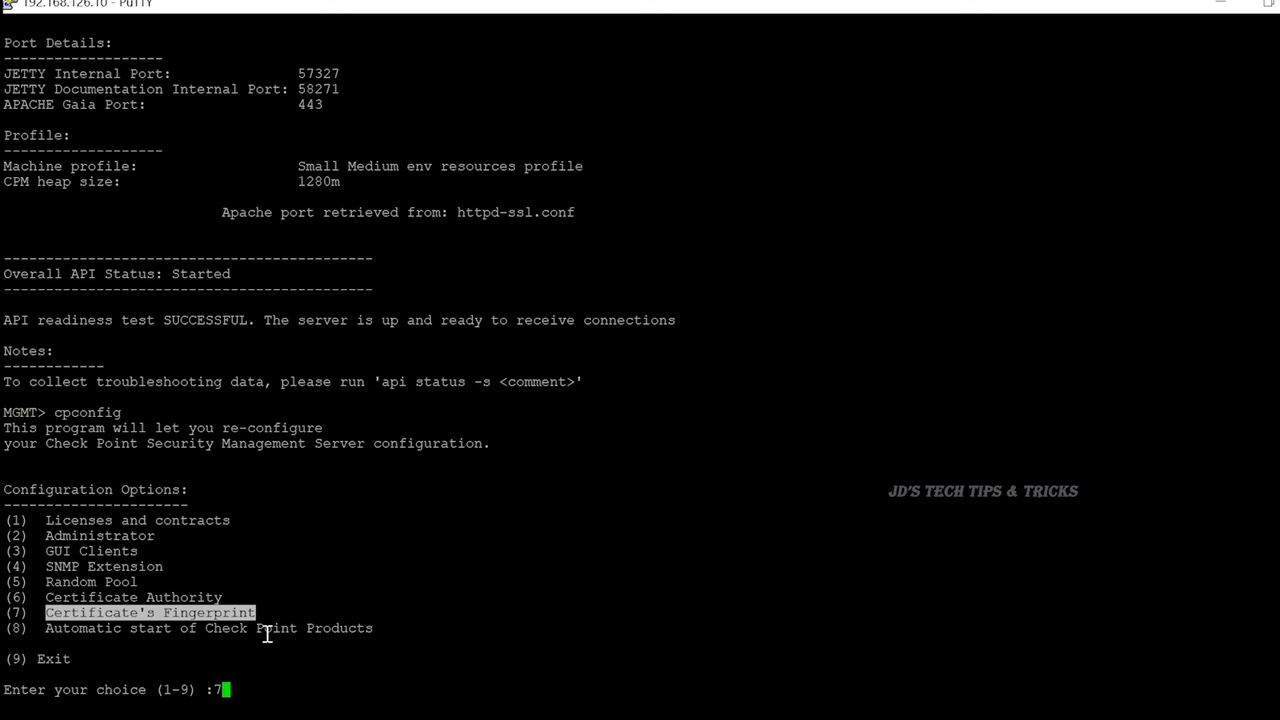 192.168.126.10 - PuTTY
Port Details:
-------------------
JETTY Internal Port: 57327
JETTY Documentation Internal Port: 58271
APACHE Gaia Port: 443
Profile:
-------------------
Machine profile: Small Medium env resources profile
CPM heap size: 1280m
Apache port retrieved from: httpd-ssl.conf
--------------------------------------------
Overall API Status: Started
--------------------------------------------
API readiness test SUCCESSFUL. The server is up and ready to receive connections
Notes:
------------
To collect troubleshooting data, please run 'api status -s <comment>'
MGMT> cpconfig
This program will let you re-configure
your Check Point Security Management Server configuration.
Configuration Options:
----------------------
(1) Licenses and contracts
(2) Administrator
(3) GUI Clients
(4) SNMP Extension
(5) Random Pool
(6) Certificate Authority
(7) Certificate's Fingerprint
(8) Automatic start of Check Point Products
(9) Exit
Enter your choice (1-9) :7
JD'S TECH TIPS & TRICKS